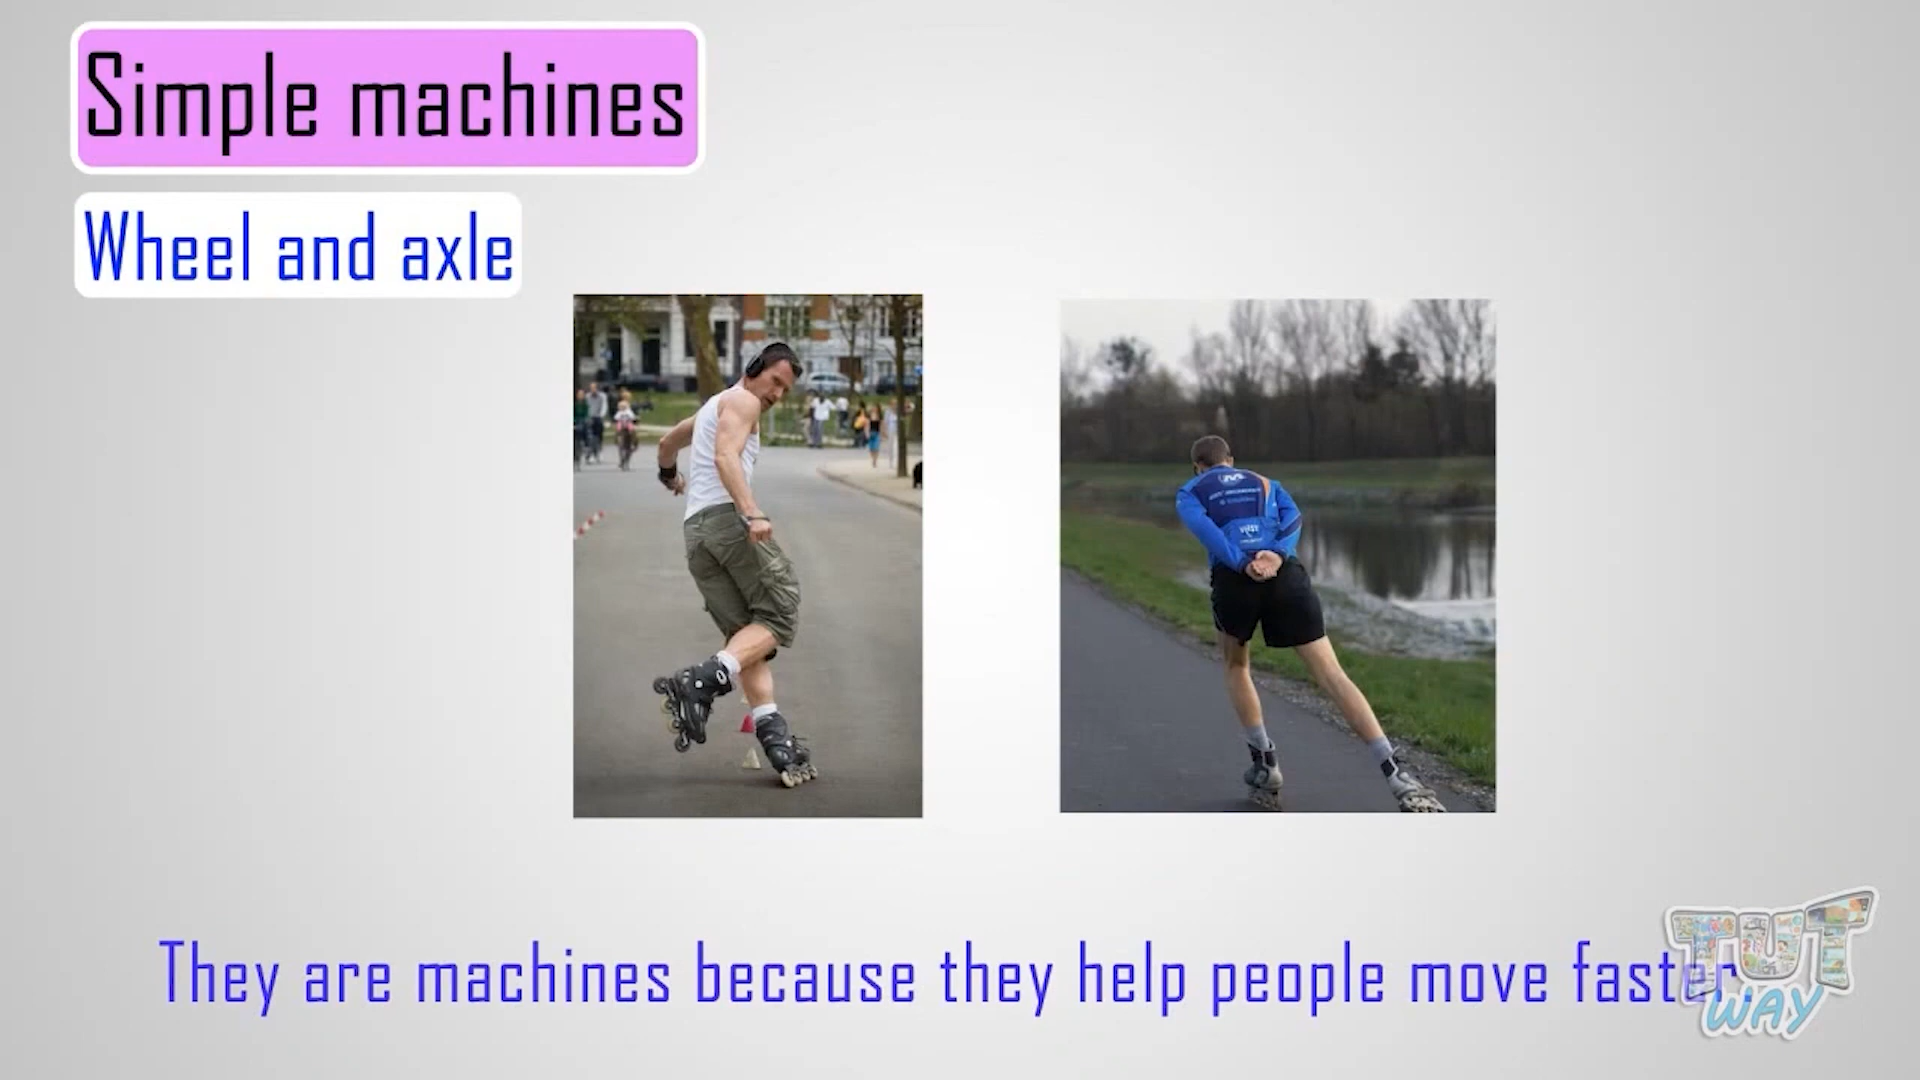 Simple machines
Wheel and axle
They are machines because they help people move faster.
TUT
WAY